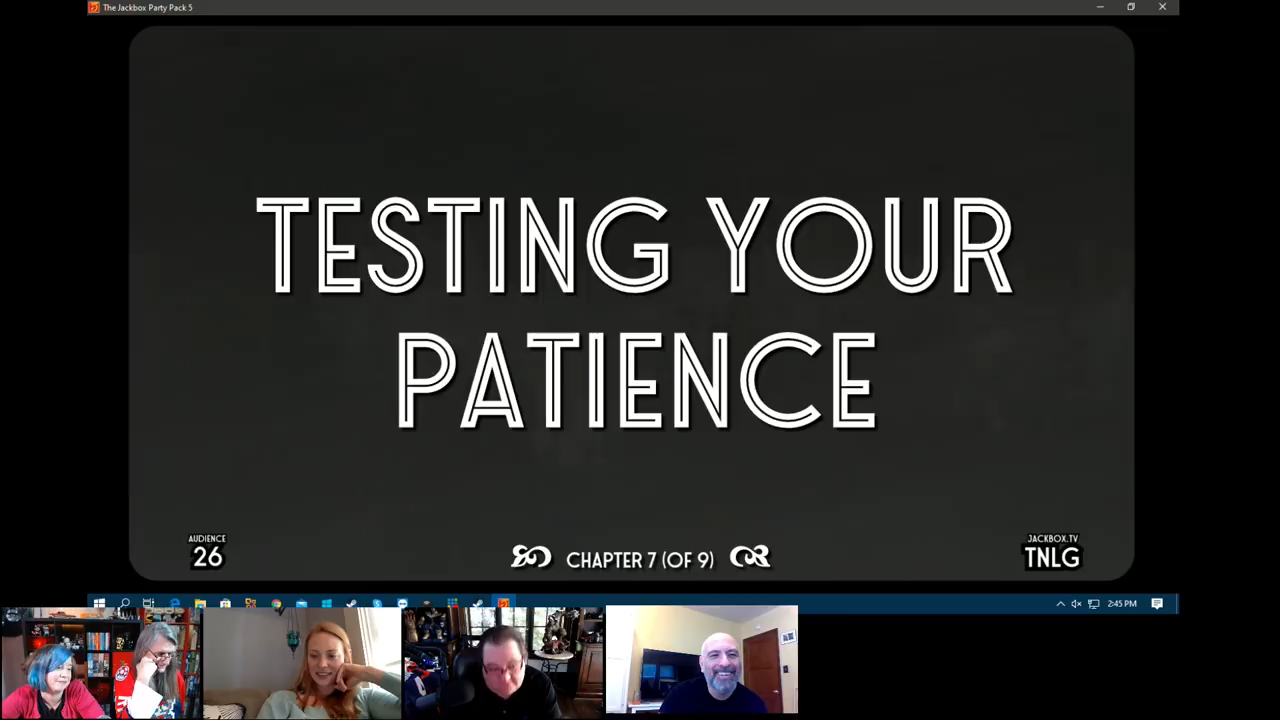 The Jackbox Party Pack 5
TESTING YOUR
PATIENCE
AUDIENCE
26
CHAPTER 7 (OF 9)
JACKBOX.TV
TNLG
2:45 PM